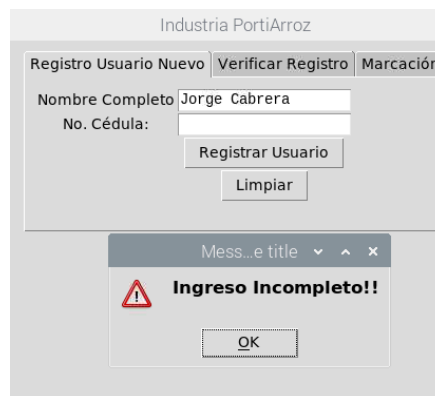 Industria PortiArroz
Registro Usuario Nuevo Verificar Registro Marcación
Nombre Completo Jorge Cabrera
No. Cédula:
Registrar Usuario
Limpiar
Mess...e title
Ingreso Incompleto!!
OK